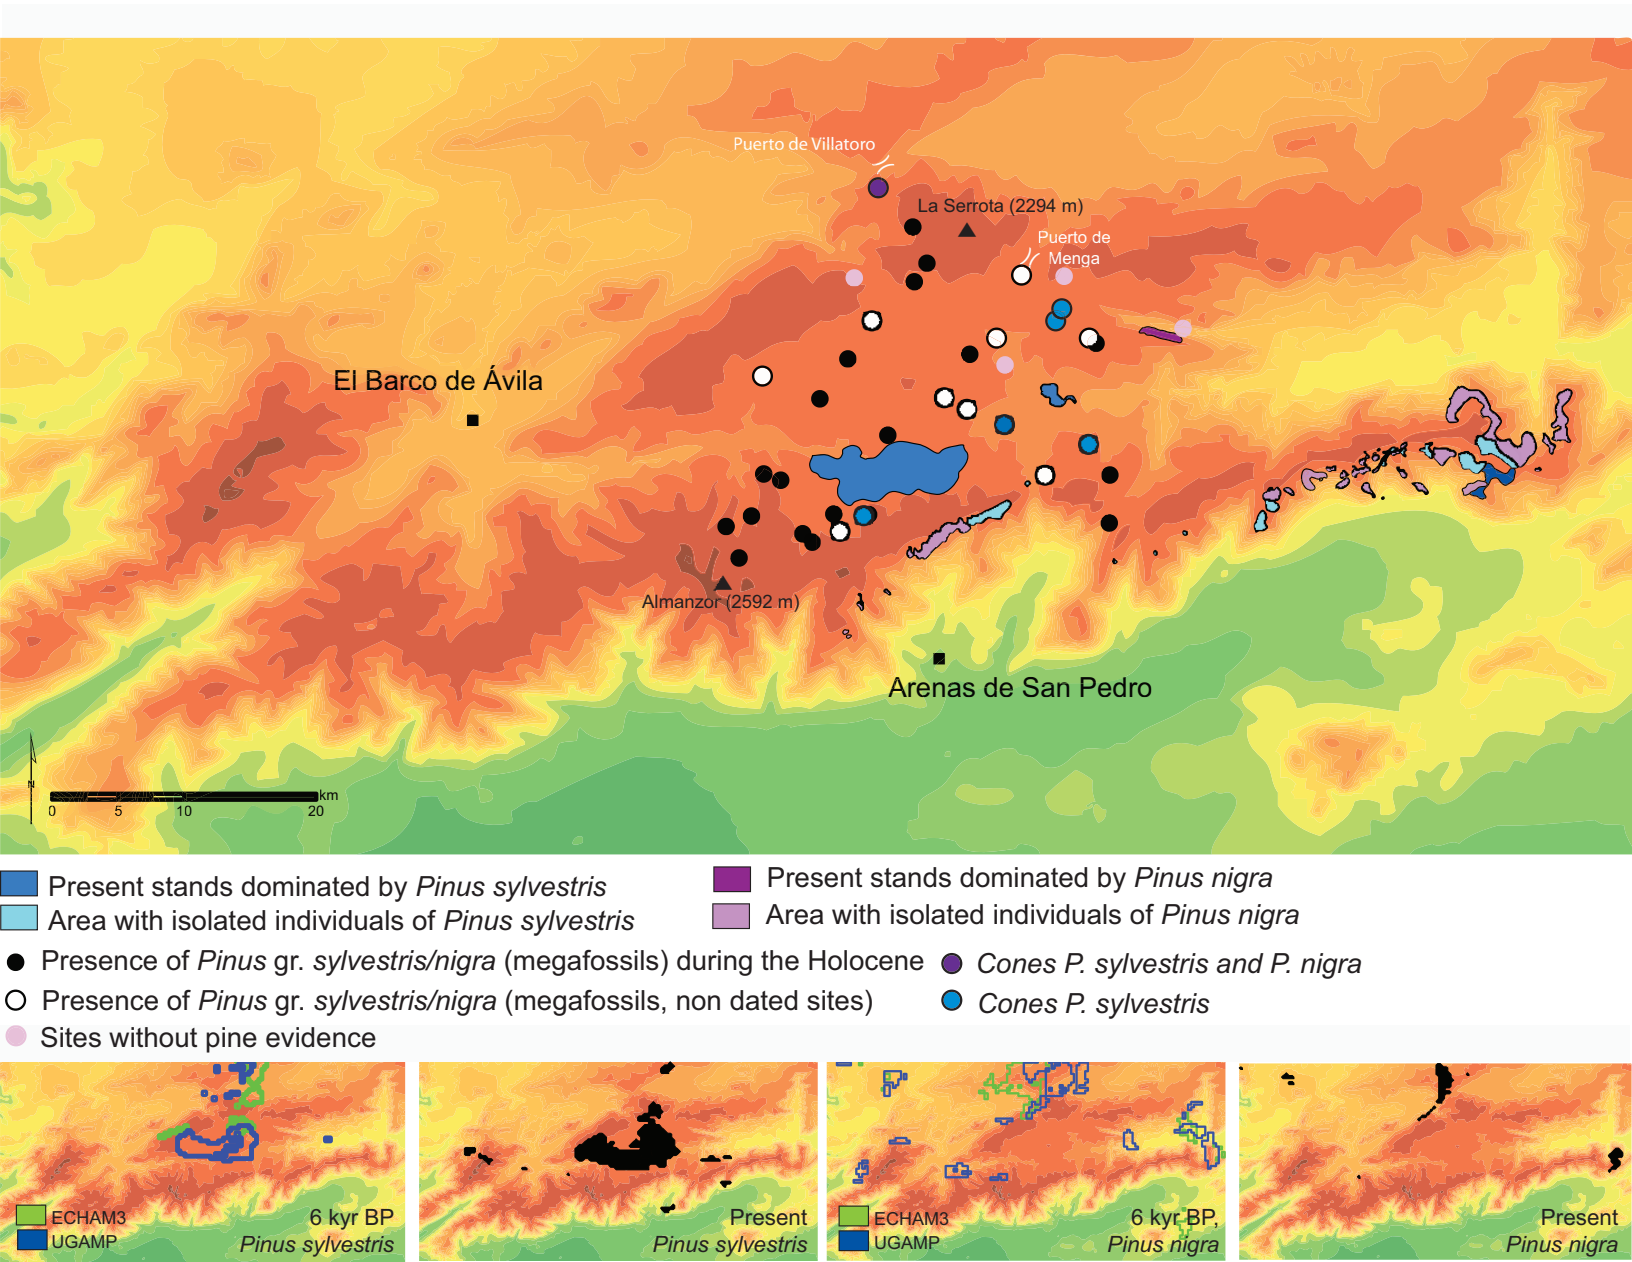 Puerto de Villatoro
La Serrota (2294 m)
Puerto de
Menga
El Barco de Ávila
Almanzor (2592 m)
Arenas de San Pedro
N
km
0 5 10 20
Present stands dominated by Pinus sylvestris
Present stands dominated by Pinus nigra
Area with isolated individuals of Pinus sylvestris
Area with isolated individuals of Pinus nigra
Presence of Pinus gr. sylvestris/nigra (megafossils) during the Holocene
Cones P. sylvestris and P. nigra
Presence of Pinus gr. sylvestris/nigra (megafossils, non dated sites)
Cones P. sylvestris
Sites without pine evidence
ECHAM3
UGAMP
6 kyr BP
Pinus sylvestris
Present
Pinus sylvestris
ECHAM3
UGAMP
6 kyr BP,
Pinus nigra
Present
Pinus nigra